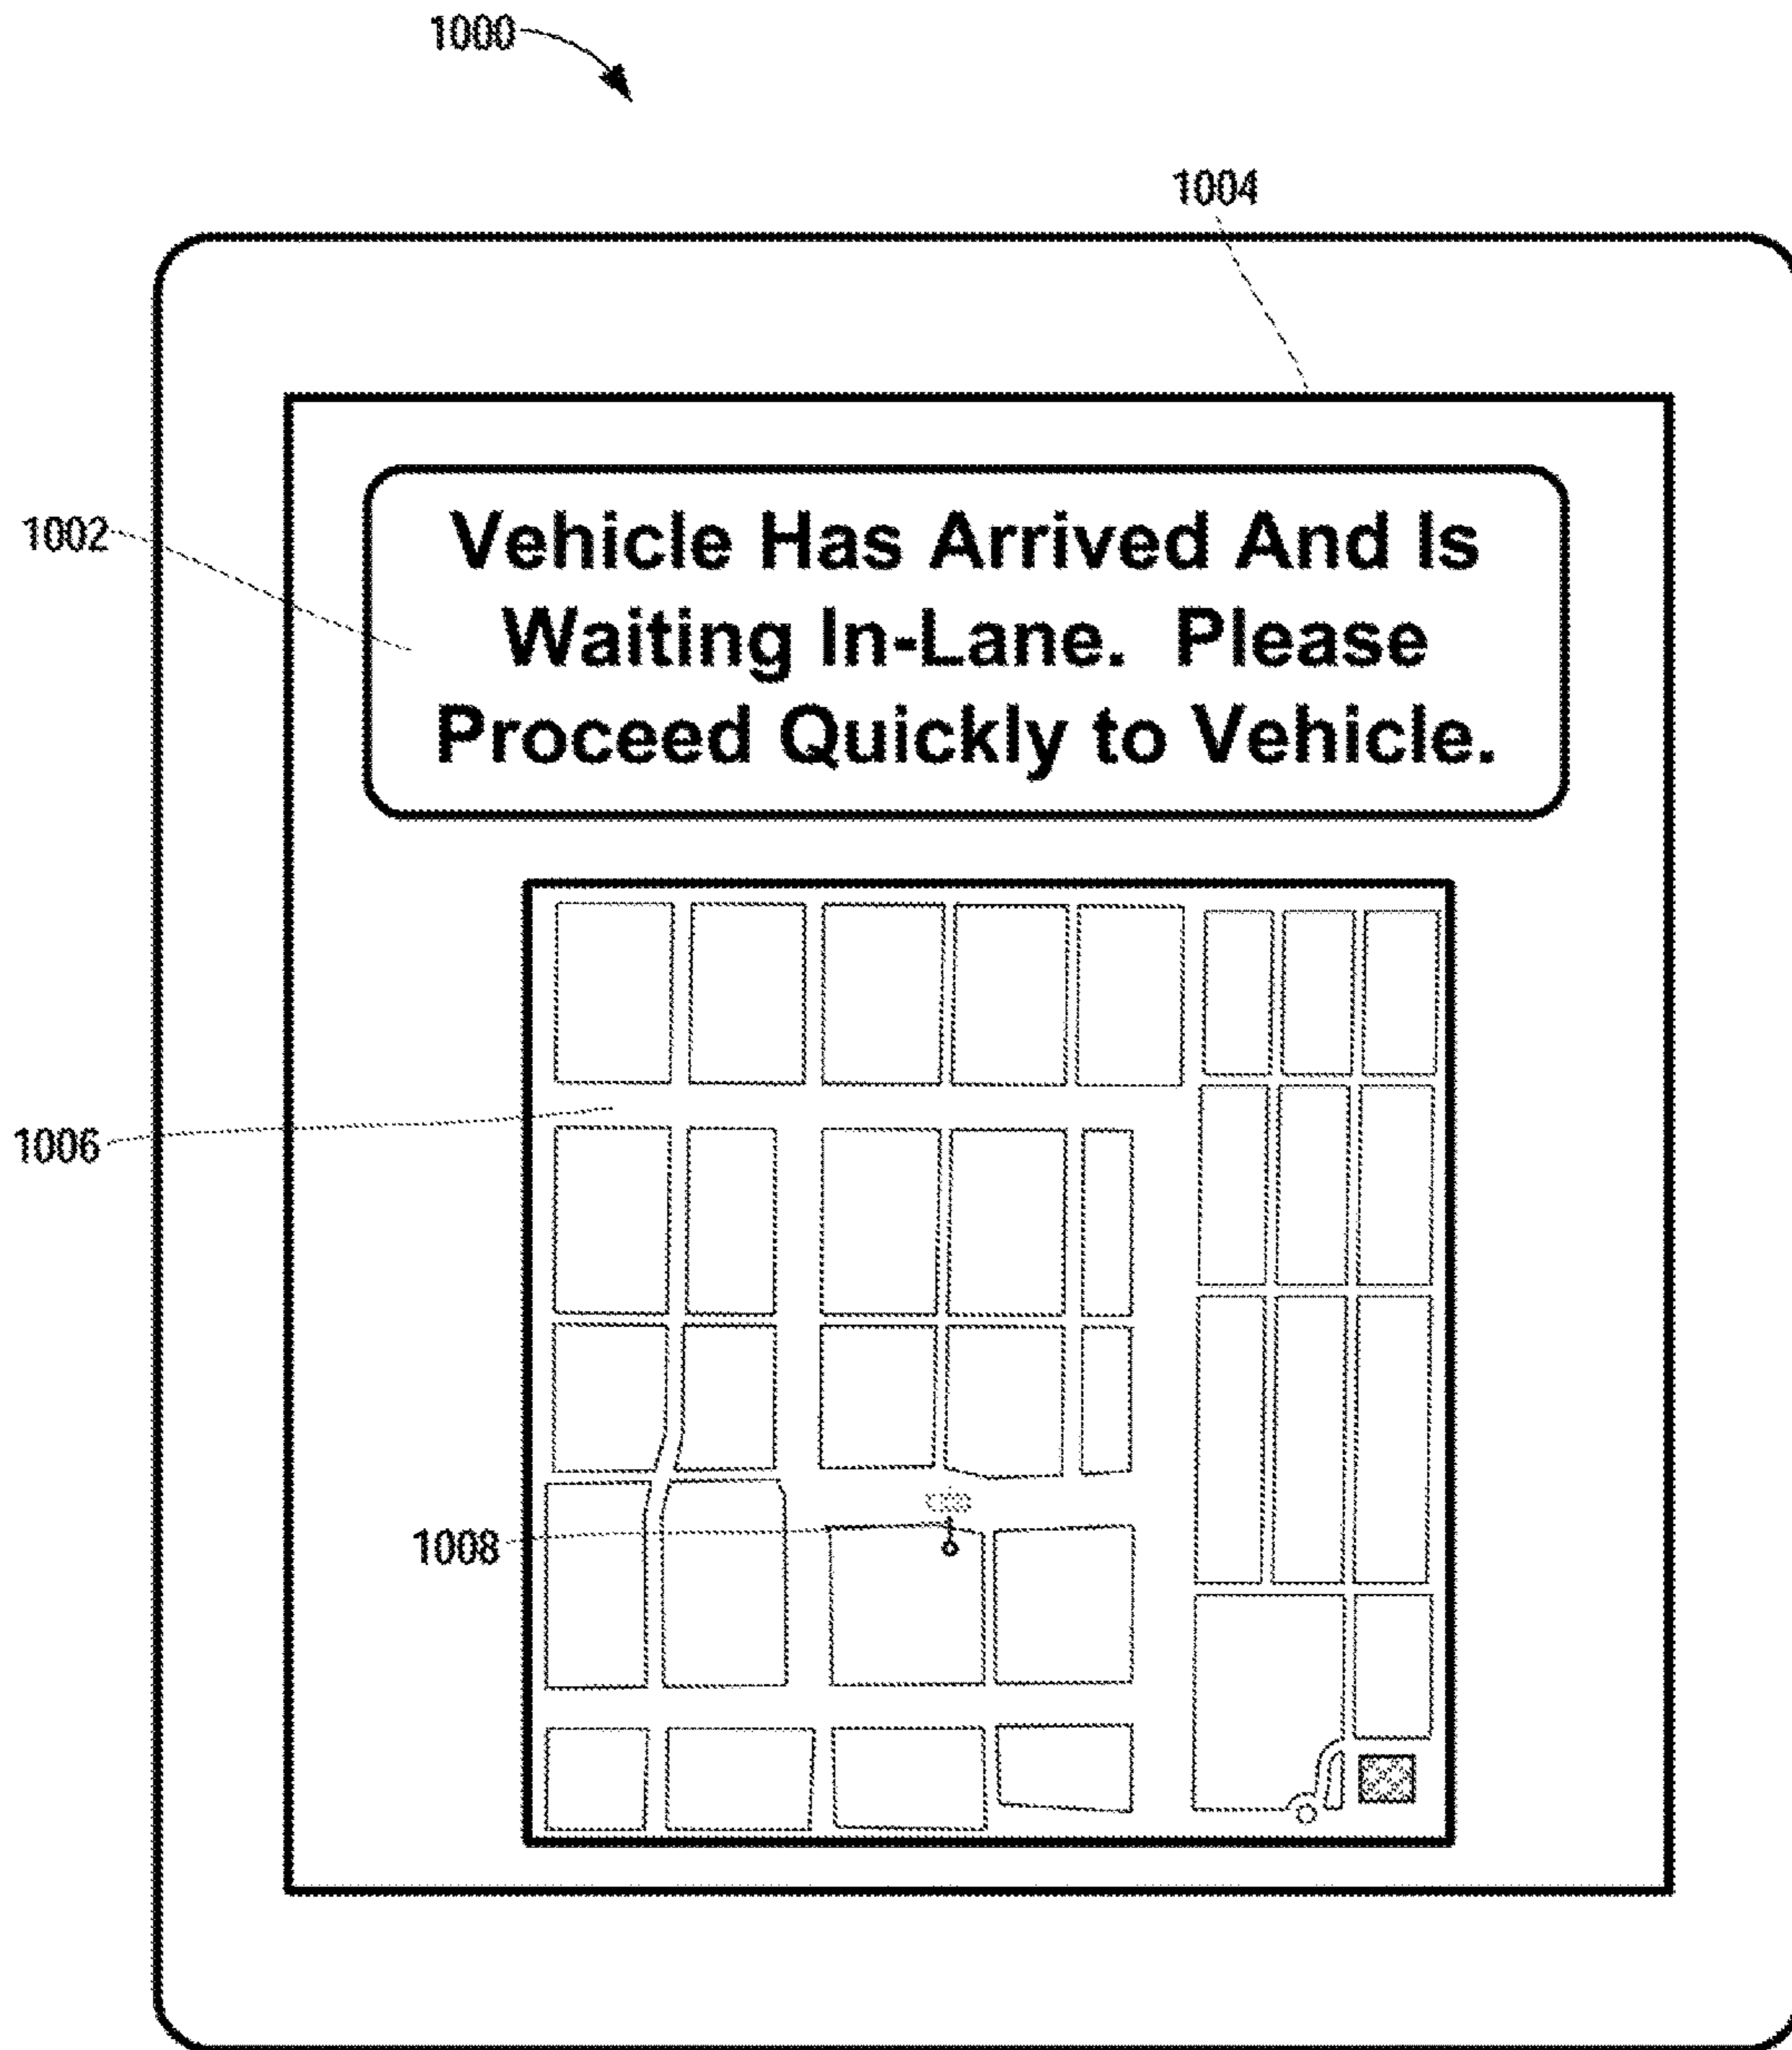 1000
1004
1002
Vehicle Has Arrived And Is
Waiting In-Lane.  Please
Proceed Quickly to Vehicle.
1006
1008